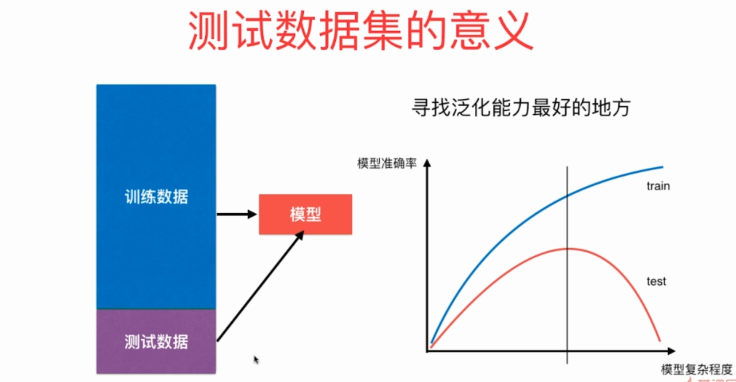 测试数据集的意义
训练数据
测试数据
模型
寻找泛化能力最好的地方
模型准确率
train
test
模型复杂程度